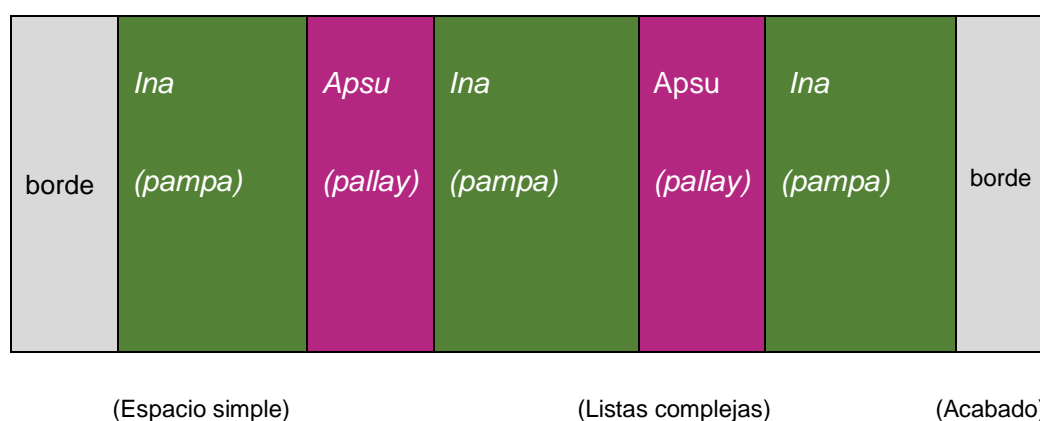 Ina Apsu Ina Apsu Ina
borde (pampa) (pallay) (pampa) (pallay) (pampa) borde
(Espacio simple) (Listas complejas) (Acabado)